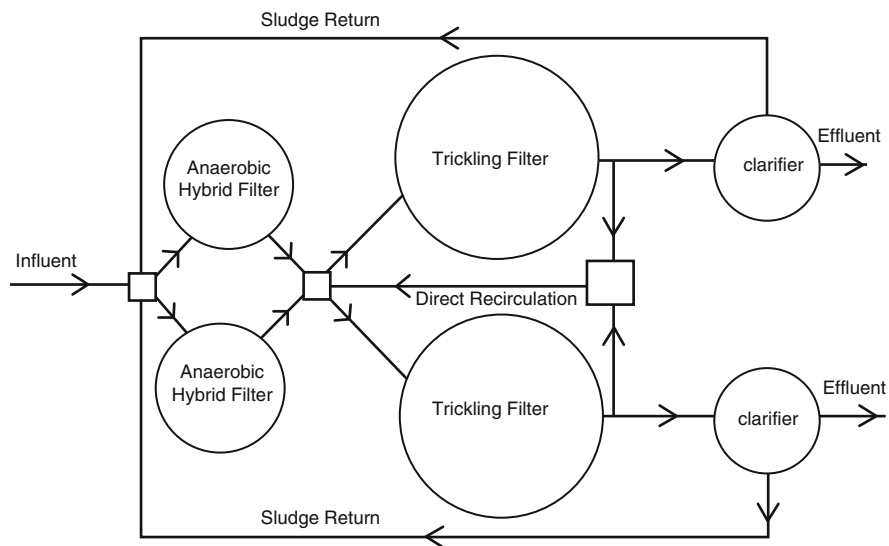 Sludge Return
Anaerobic
Hybrid Filter
Trickling Filter
clarifier
Effluent
Influent
Direct Recirculation
Anaerobic
Hybrid Filter
Trickling Filter
clarifier
Effluent
Sludge Return